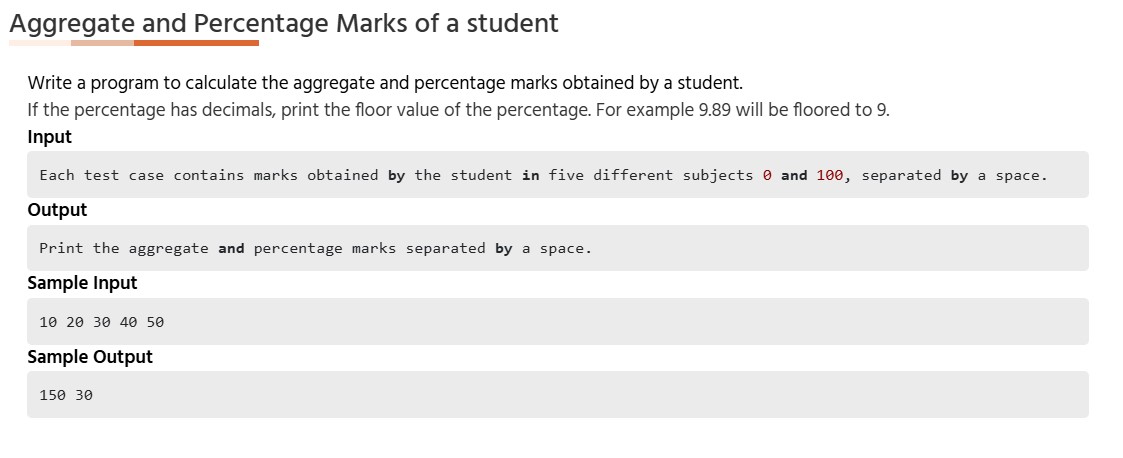 Aggregate and Percentage Marks of a student
Write a program to calculate the aggregate and percentage marks obtained by a student.
If the percentage has decimals, print the floor value of the percentage. For example 9.89 will be floored to 9.
Input
Each test case contains marks obtained by the student in five different subjects 0 and 100, separated by a space.
Output
Print the aggregate and percentage marks separated by a space.
Sample Input
10 20 30 40 50
Sample Output
150 30